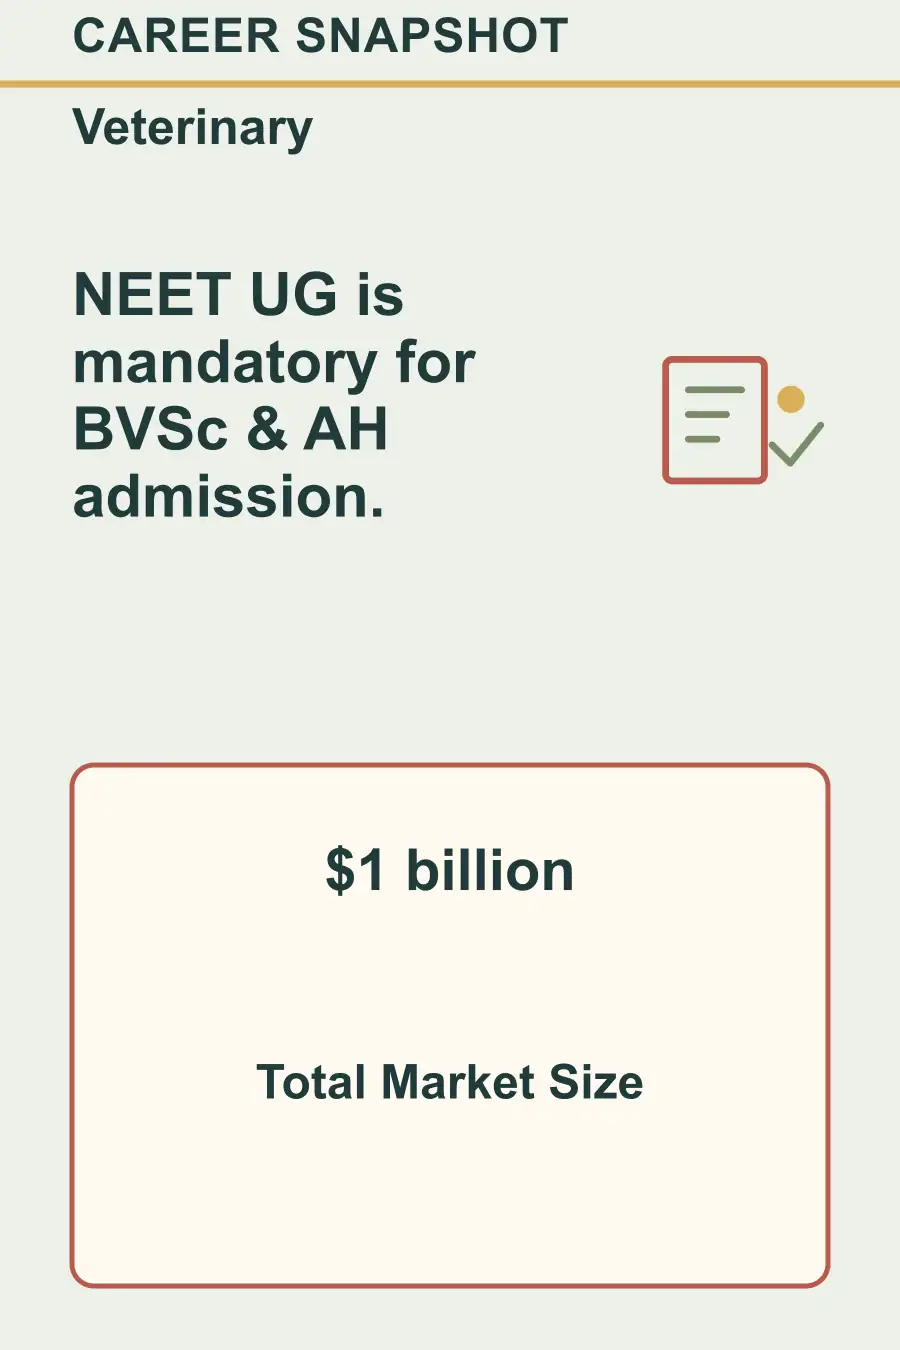 CAREER SNAPSHOT
Veterinary
NEET UG is
mandatory for
BVSc & AH
admission.
$1 billion
Total Market Size